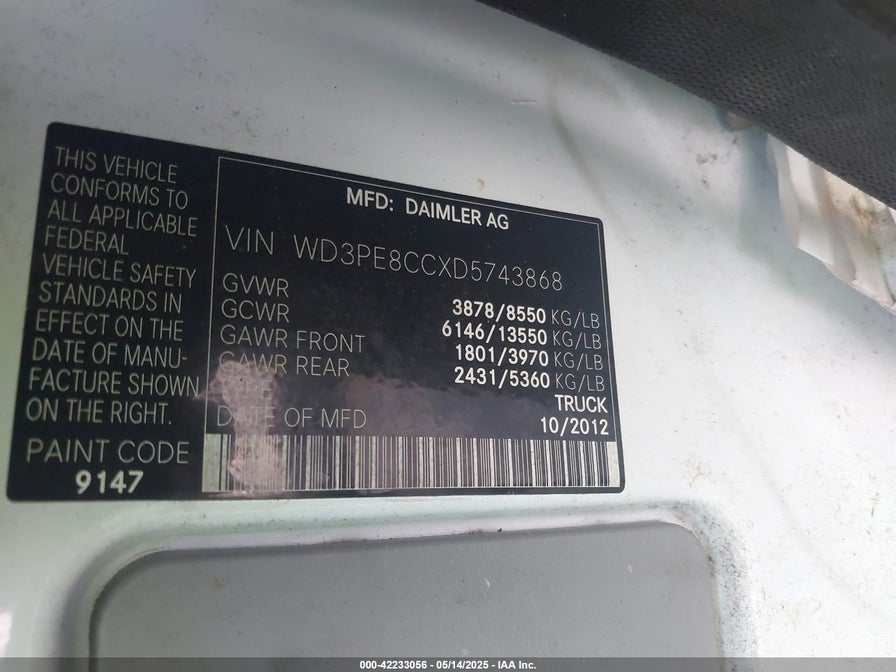 THIS VEHICLE
CONFORMS TO
ALL APPLICABLE
FEDERAL
VEHICLE SAFETY
STANDARDS IN
EFFECT ON THE
DATE OF MANU-
FACTURE SHOWN
ON THE RIGHT.
PAINT CODE
9147
MFD: DAIMLER AG
VIN WD3PE8CCXD5743868
GVWR 3878/8550 KG/LB
GCWR 6146/13550 KG/LB
GAWR FRONT 1801/3970 KG/LB
GAWR REAR 2431/5360 KG/LB
TYPE TRUCK
DATE OF MFD 10/2012
000-42233056 - 05/14/2025 - IAA Inc.